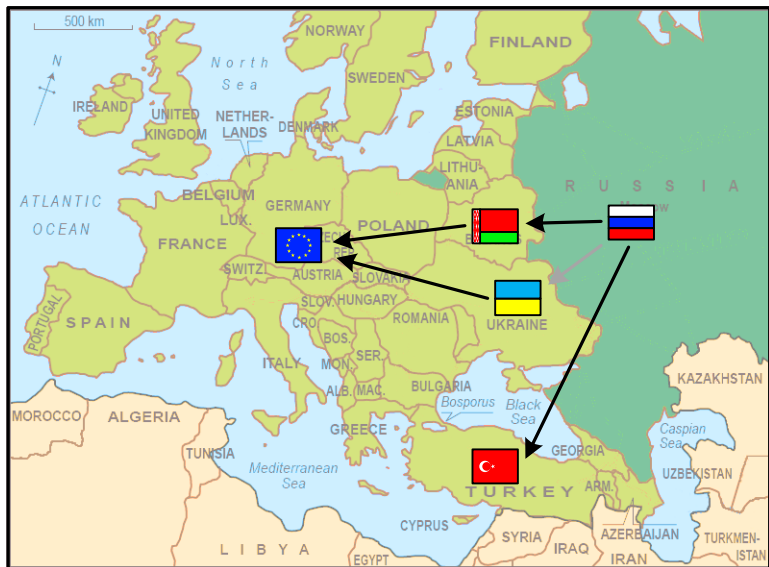 500 km
N
NORWAY
FINLAND
North
Sea
SWEDEN
IRELAND
UNITED
KINGDOM
NETHER-
LANDS
DENMARK
ESTONIA
LATVIA
LITHU-
ANIA
RUSSIA
ATLANTIC
OCEAN
BELGIUM
LUX.
GERMANY
POLAND
FRANCE
REP.
SWITZ.
AUSTRIA
SLOVAKIA
SLOV.
HUNGARY
ROMANIA
UKRAINE
PORTUGAL
SPAIN
CRO.
BOS.
SER.
MON.
ITALY
ALB.
MAC.
BULGARIA
Bosporus
Black
Sea
KAZAKHSTAN
Caspian
Sea
MOROCCO
ALGERIA
TUNISIA
GREECE
GEORGIA
Mediterranean
Sea
TURKEY
ARM.
UZBEKISTAN
AZERBAIJAN
CYPRUS
SYRIA
IRAQ
IRAN
TURKMEN-
ISTAN
LIBYA
EGYPT